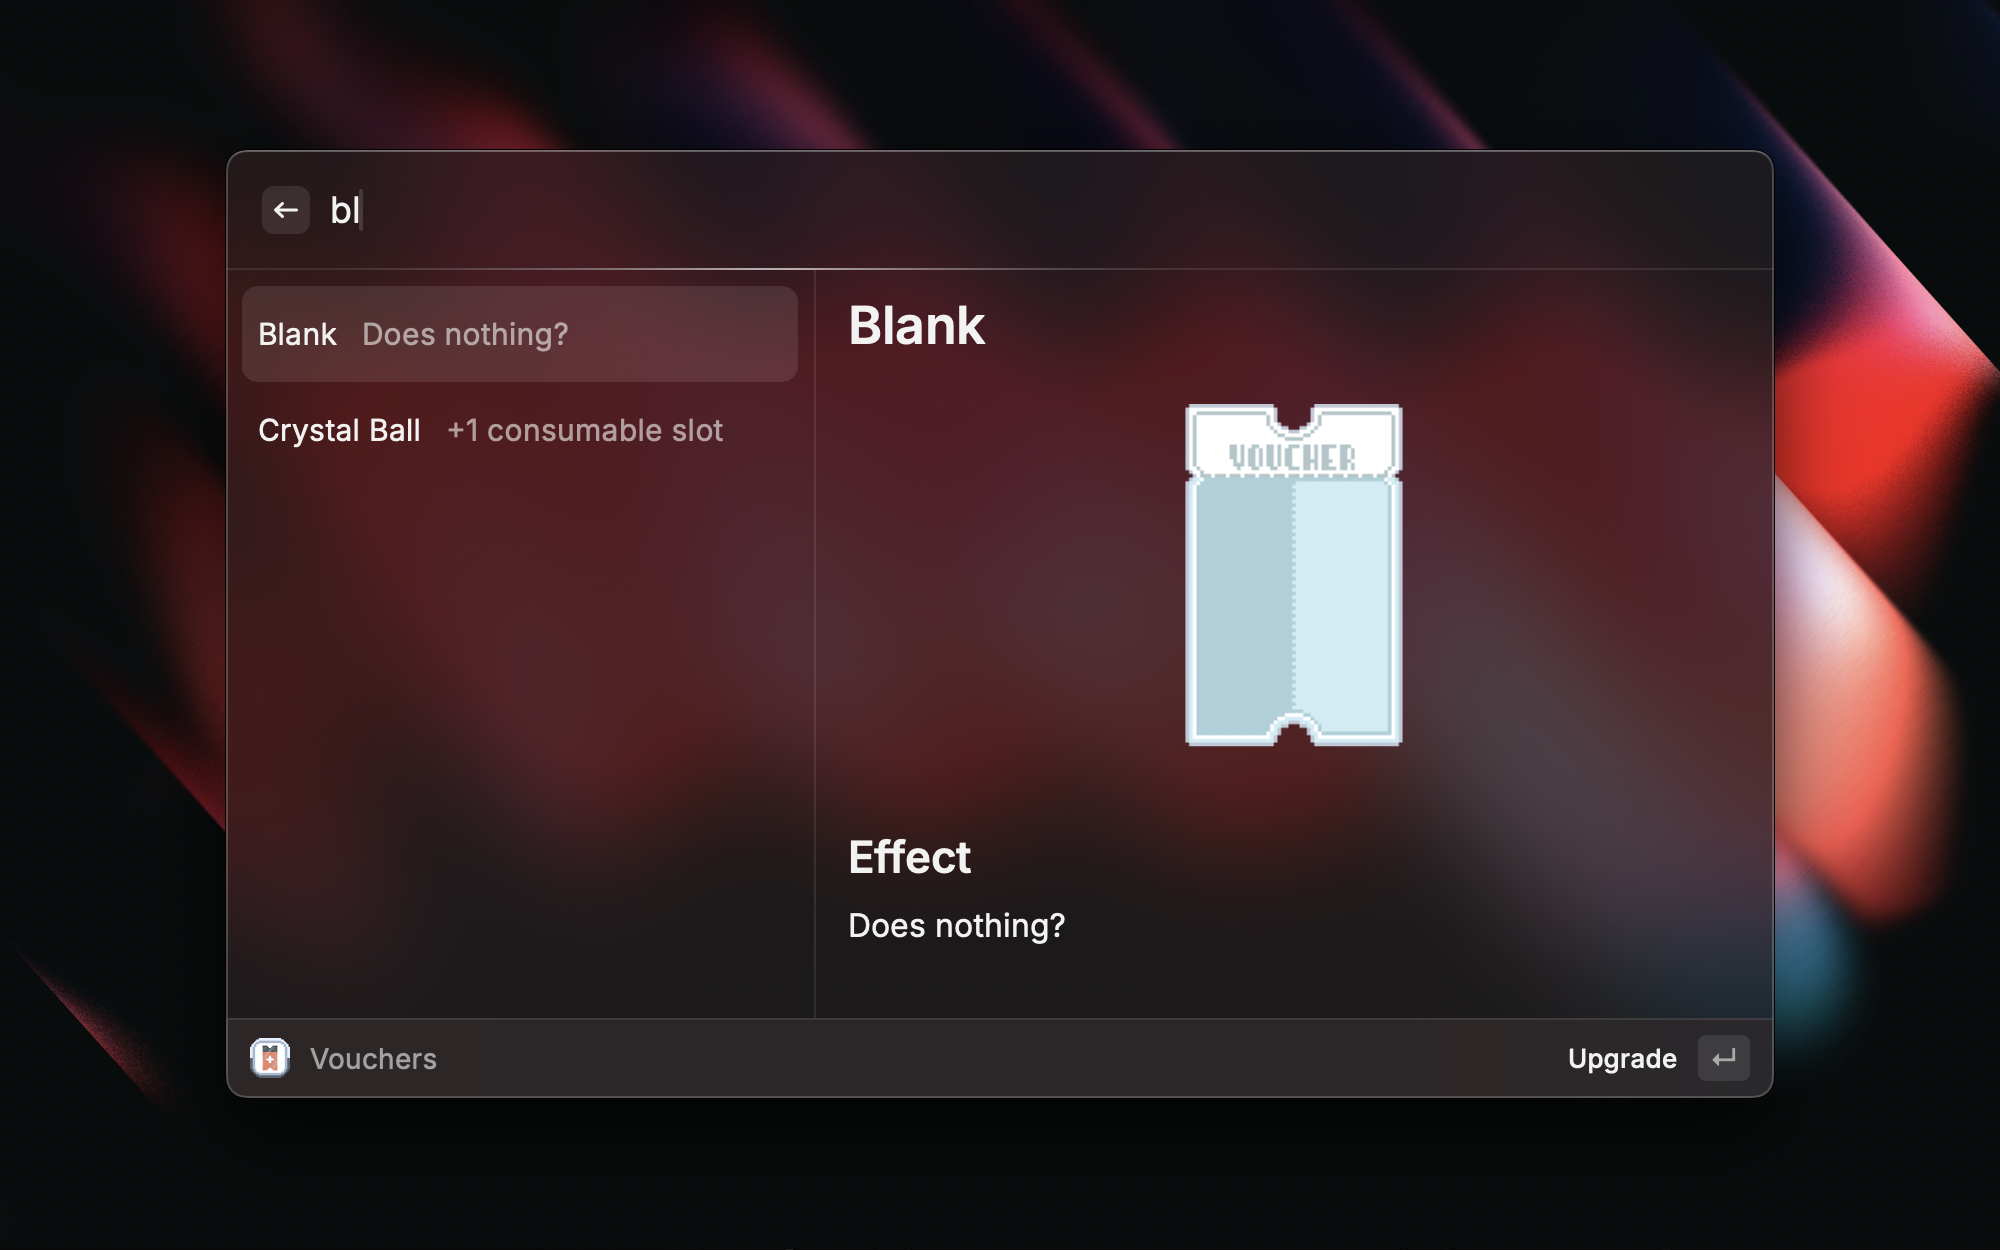 bl
Blank Does nothing?
Crystal Ball +1 consumable slot
Blank
VOUCHER
Effect
Does nothing?
Vouchers
Upgrade